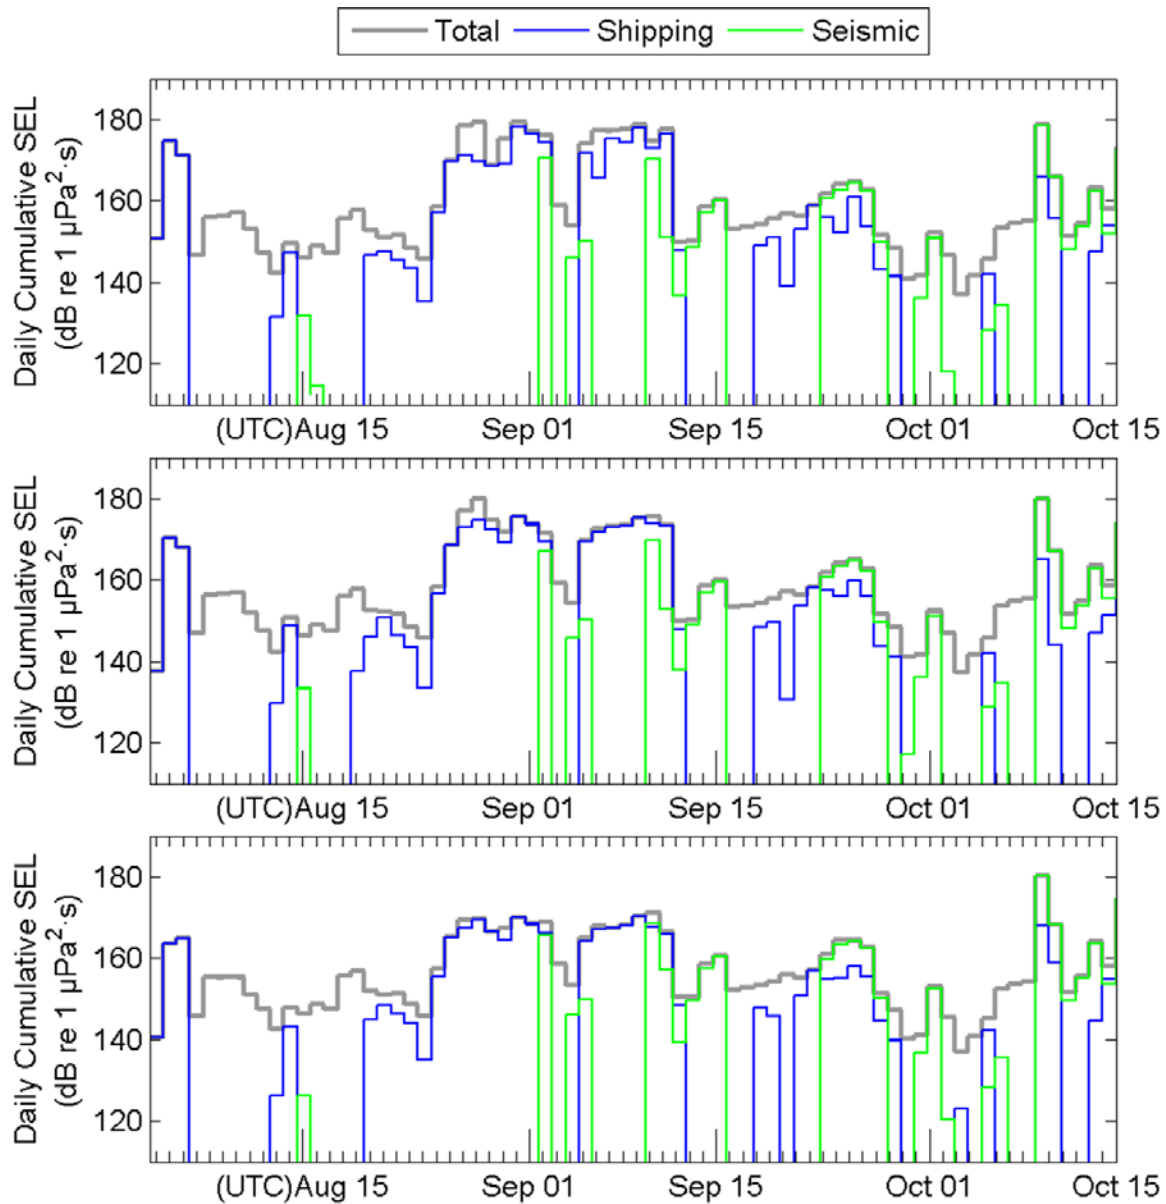 Total Shipping Seismic
Daily Cumulative SEL
(dB re 1 µPa²·s)
180
160
140
120
(UTC)Aug 15 Sep 01 Sep 15 Oct 01 Oct 15
Daily Cumulative SEL
(dB re 1 µPa²·s)
180
160
140
120
(UTC)Aug 15 Sep 01 Sep 15 Oct 01 Oct 15
Daily Cumulative SEL
(dB re 1 µPa²·s)
180
160
140
120
(UTC)Aug 15 Sep 01 Sep 15 Oct 01 Oct 15